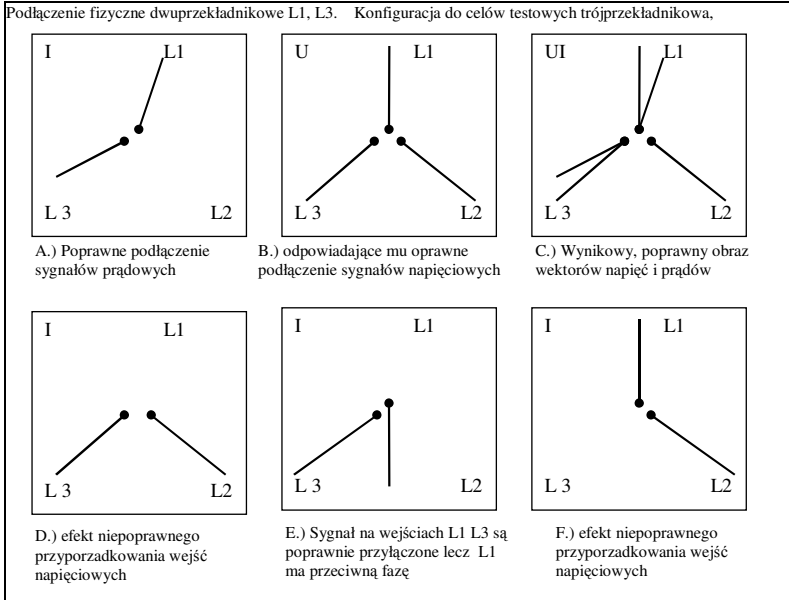 Podłączenie fizyczne dwuprzekładnikowe L1, L3. Konfiguracja do celów testowych trójprzekładnikowa,
I L1
L 3 L2
A.) Poprawne podłączenie
sygnałów prądowych
U L1
L 3 L2
B.) odpowiadające mu oprawne
podłączenie sygnałów napięciowych
UI L1
L 3 L2
C.) Wynikowy, poprawny obraz
wektorów napięć i prądów
I L1
L 3 L2
D.) efekt niepoprawnego
przyporzadkowania wejść
napięciowych
I L1
L 3 L2
E.) Sygnał na wejściach L1 L3 są
poprawnie przyłączone lecz L1
ma przeciwną fazę
I L1
L 3 L2
F.) efekt niepoprawnego
przyporzadkowania wejść
napięciowych